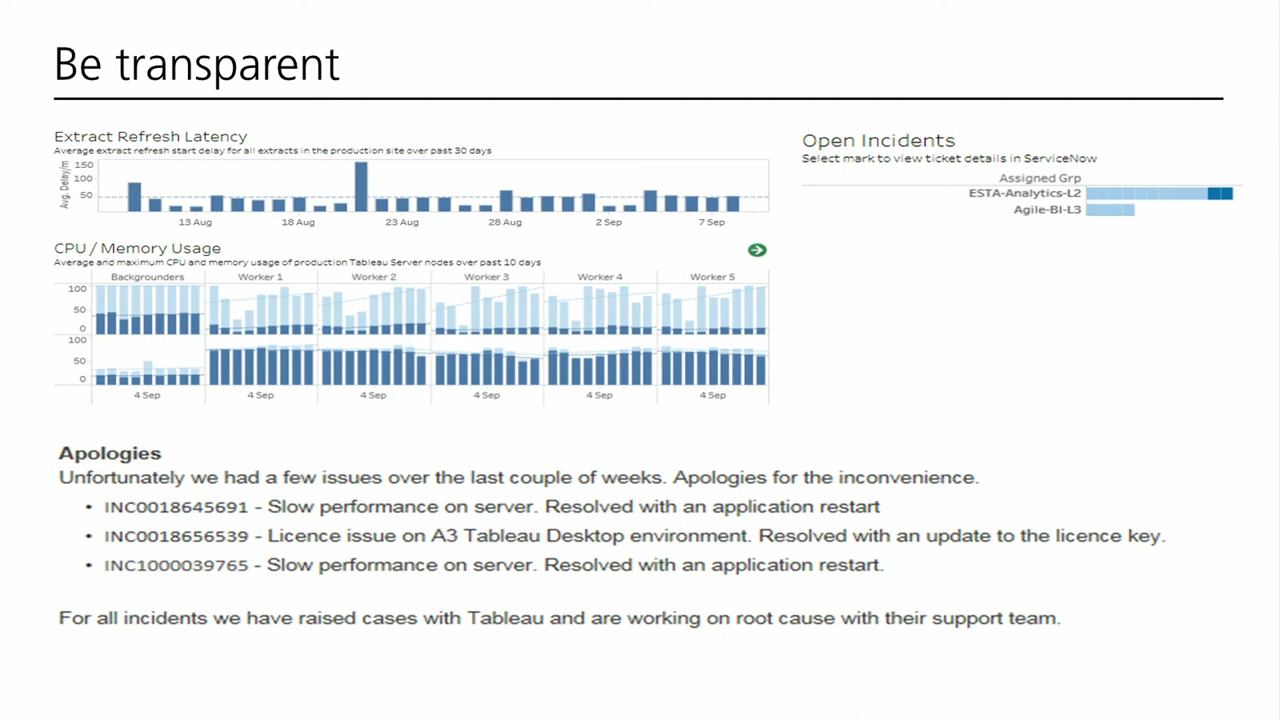 Be transparent
Extract Refresh Latency
Average extract refresh start delay for all extracts in the production site over past 30 days
Avg. Delay/m
150
100
50
13 Aug 18 Aug 23 Aug 28 Aug 2 Sep 7 Sep
CPU / Memory Usage
Average and maximum CPU and memory usage of production Tableau Server nodes over past 10 days
Backgrounders Worker 1 Worker 2 Worker 3 Worker 4 Worker 5
100
50
0
100
50
0
4 Sep 4 Sep 4 Sep 4 Sep 4 Sep 4 Sep
Open Incidents
Select mark to view ticket details in ServiceNow
Assigned Grp
ESTA-Analytics-L2
Agile-BI-L3
Apologies
Unfortunately we had a few issues over the last couple of weeks. Apologies for the inconvenience.
• INC0018645691 - Slow performance on server. Resolved with an application restart
• INC0018656539 - Licence issue on A3 Tableau Desktop environment. Resolved with an update to the licence key.
• INC1000039765 - Slow performance on server. Resolved with an application restart.
For all incidents we have raised cases with Tableau and are working on root cause with their support team.